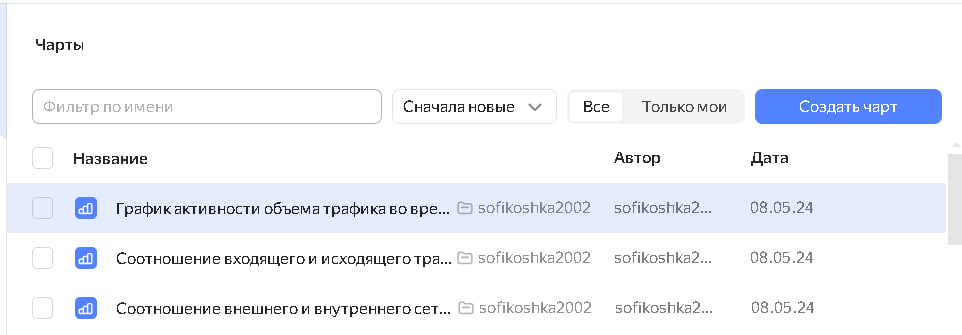 Чарты
Фильтр по имени Сначала новые Все Только мои Создать чарт
Название Автор Дата
График активности объема трафика во вре... sofikoshka2002 sofikoshka2... 08.05.24
Соотношение входящего и исходящего тра... sofikoshka2002 sofikoshka2... 08.05.24
Соотношение внешнего и внутреннего сет... sofikoshka2002 sofikoshka2... 08.05.24